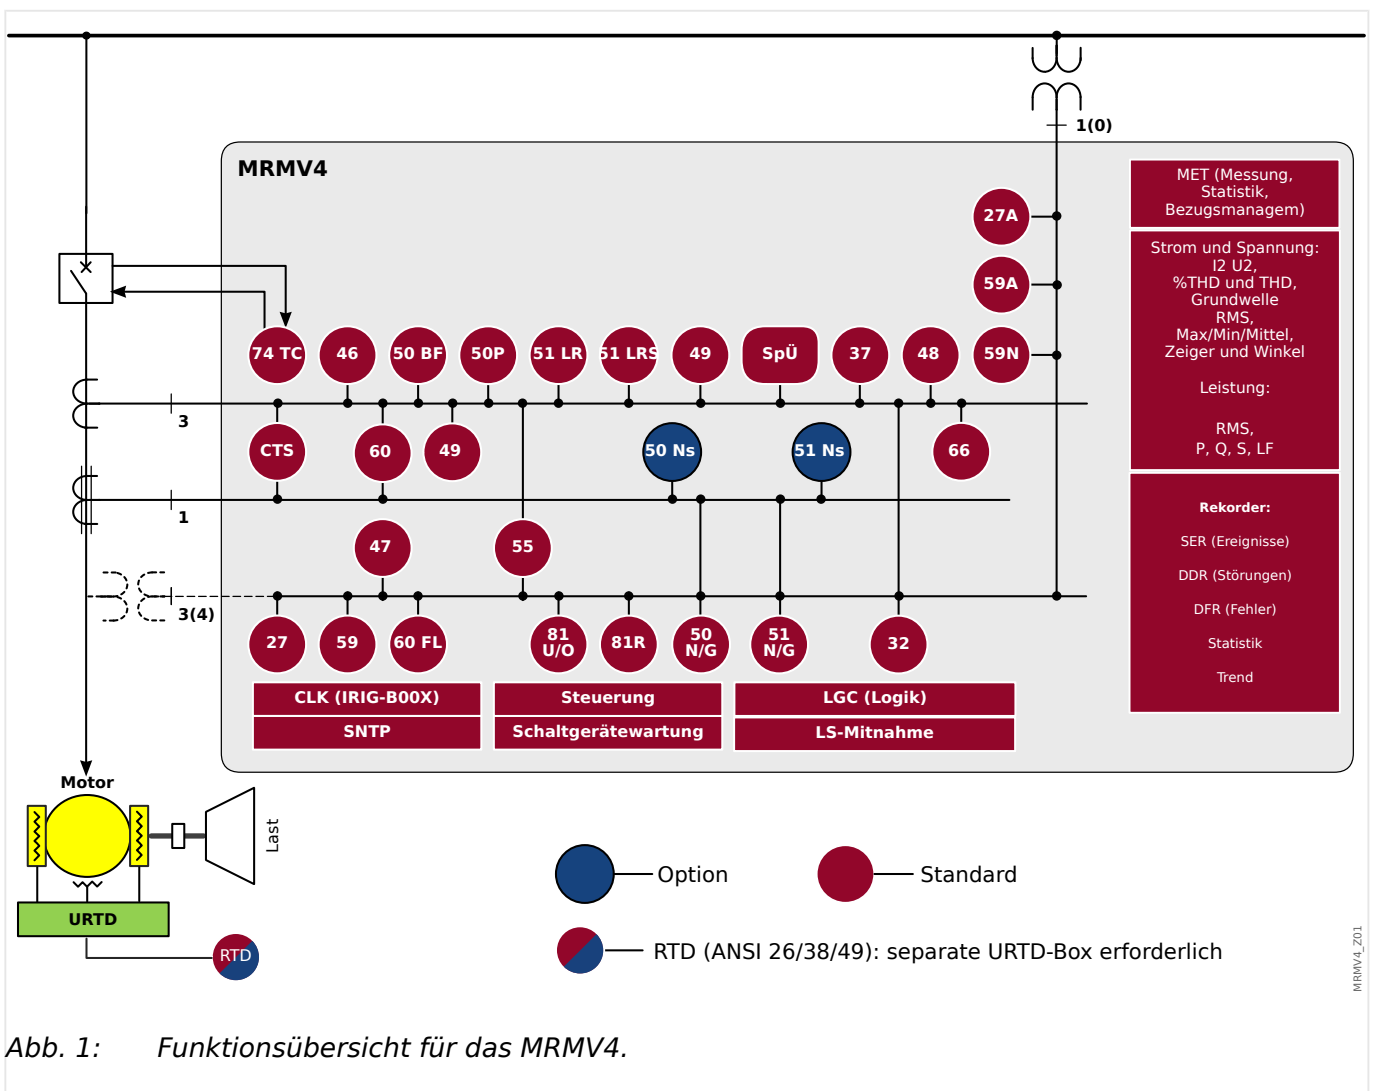 1(0)
MRMV4
MET (Messung,
Statistik,
Bezugsmanagem)
27A
Strom und Spannung:
I2 U2,
%THD und THD,
Grundwelle
RMS,
Max/Min/Mittel,
Zeiger und Winkel
Leistung:
RMS,
P, Q, S, LF
59A
74 TC
46
50 BF
50P
51 LR
51 LRS
49
SpÜ
37
48
59N
3
CTS
60
49
50 Ns
51 Ns
66
1
Rekorder:
SER (Ereignisse)
DDR (Störungen)
DFR (Fehler)
Statistik
Trend
47
55
3(4)
27
59
60 FL
81
U/O
81R
50
N/G
51
N/G
32
CLK (IRIG-B00X)
Steuerung
LGC (Logik)
SNTP
Schaltgerätewartung
LS-Mitnahme
Motor
Last
URTD
RTD
Option
Standard
RTD (ANSI 26/38/49): separate URTD-Box erforderlich
MRMV4_Z01
Abb. 1: Funktionsübersicht für das MRMV4.